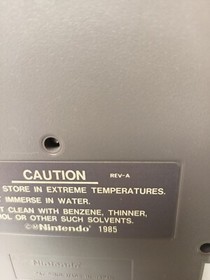 CAUTION REV-A
STORE IN EXTREME TEMPERATURES.
IMMERSE IN WATER.
CLEAN WITH BENZENE, THINNER,
OR OTHER SUCH SOLVENTS.
©Nintendo 1985
Nintendo